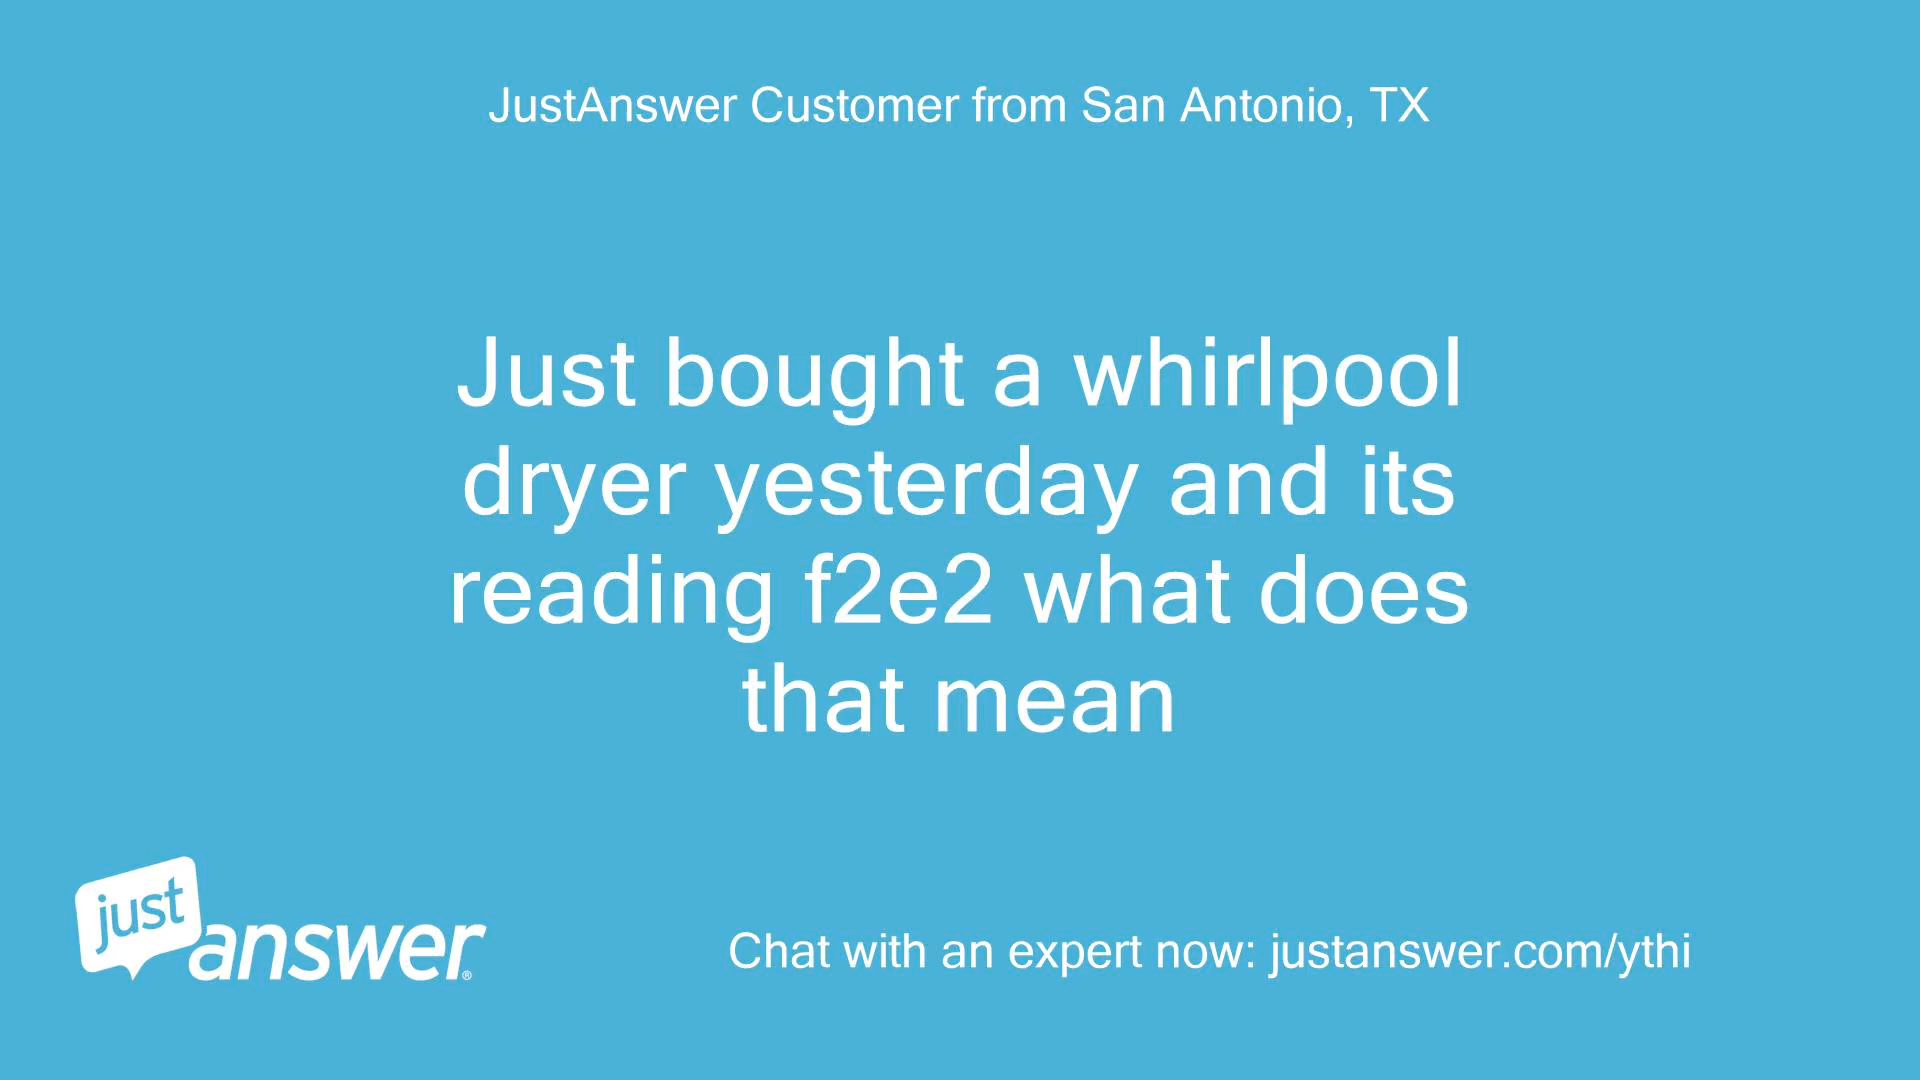 JustAnswer Customer from San Antonio, TX
Just bought a whirlpool
dryer yesterday and its
reading f2e2 what does
that mean
just
answer®
Chat with an expert now: justanswer.com/ythi